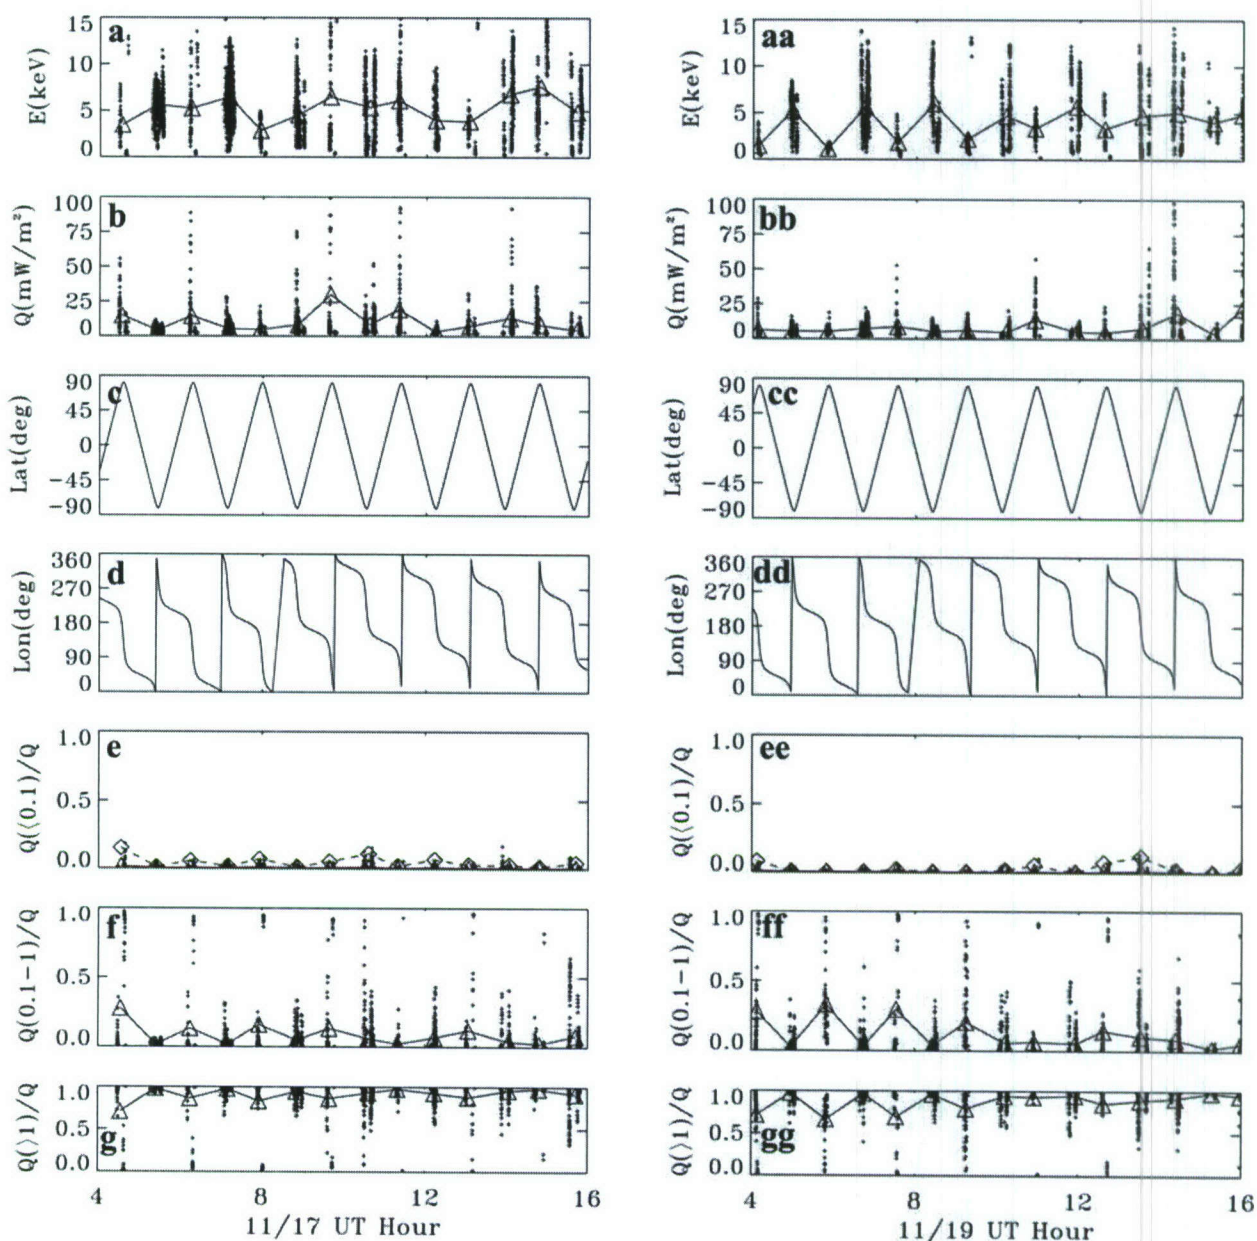 a
E(keV)
15
10
5
0
b
Q(mW/m²)
100
75
50
25
0
c
Lat(deg)
90
45
0
−45
−90
d
Lon(deg)
360
270
180
90
0
e
Q(⟨0.1)/Q
1.0
0.5
0.0
f
Q(0.1−1)/Q
1.0
0.5
0.0
g
Q(⟩1)/Q
1.0
0.5
0.0
4 8 12 16
11/17 UT Hour
aa
E(keV)
15
10
5
0
bb
Q(mW/m²)
100
75
50
25
0
cc
Lat(deg)
90
45
0
−45
−90
dd
Lon(deg)
360
270
180
90
0
ee
Q(⟨0.1)/Q
1.0
0.5
0.0
ff
Q(0.1−1)/Q
1.0
0.5
0.0
gg
Q(⟩1)/Q
1.0
0.5
0.0
4 8 12 16
11/19 UT Hour